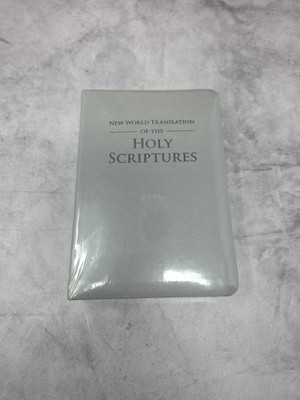 New World Translation
of the
Holy
Scriptures